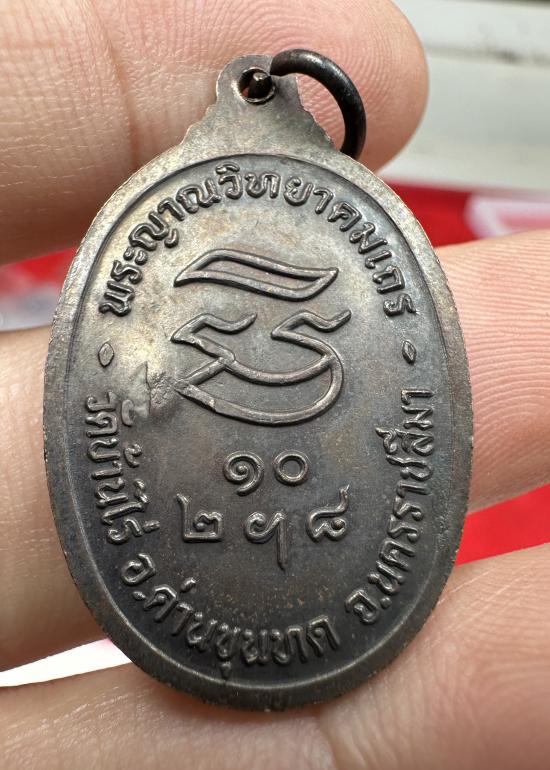 พระญาณวิทยาคมเถร
๑๐
๒ ๗ ๘
วัดบ้านไร่ อ.ด่านขุนทด จ.นครราชสีมา